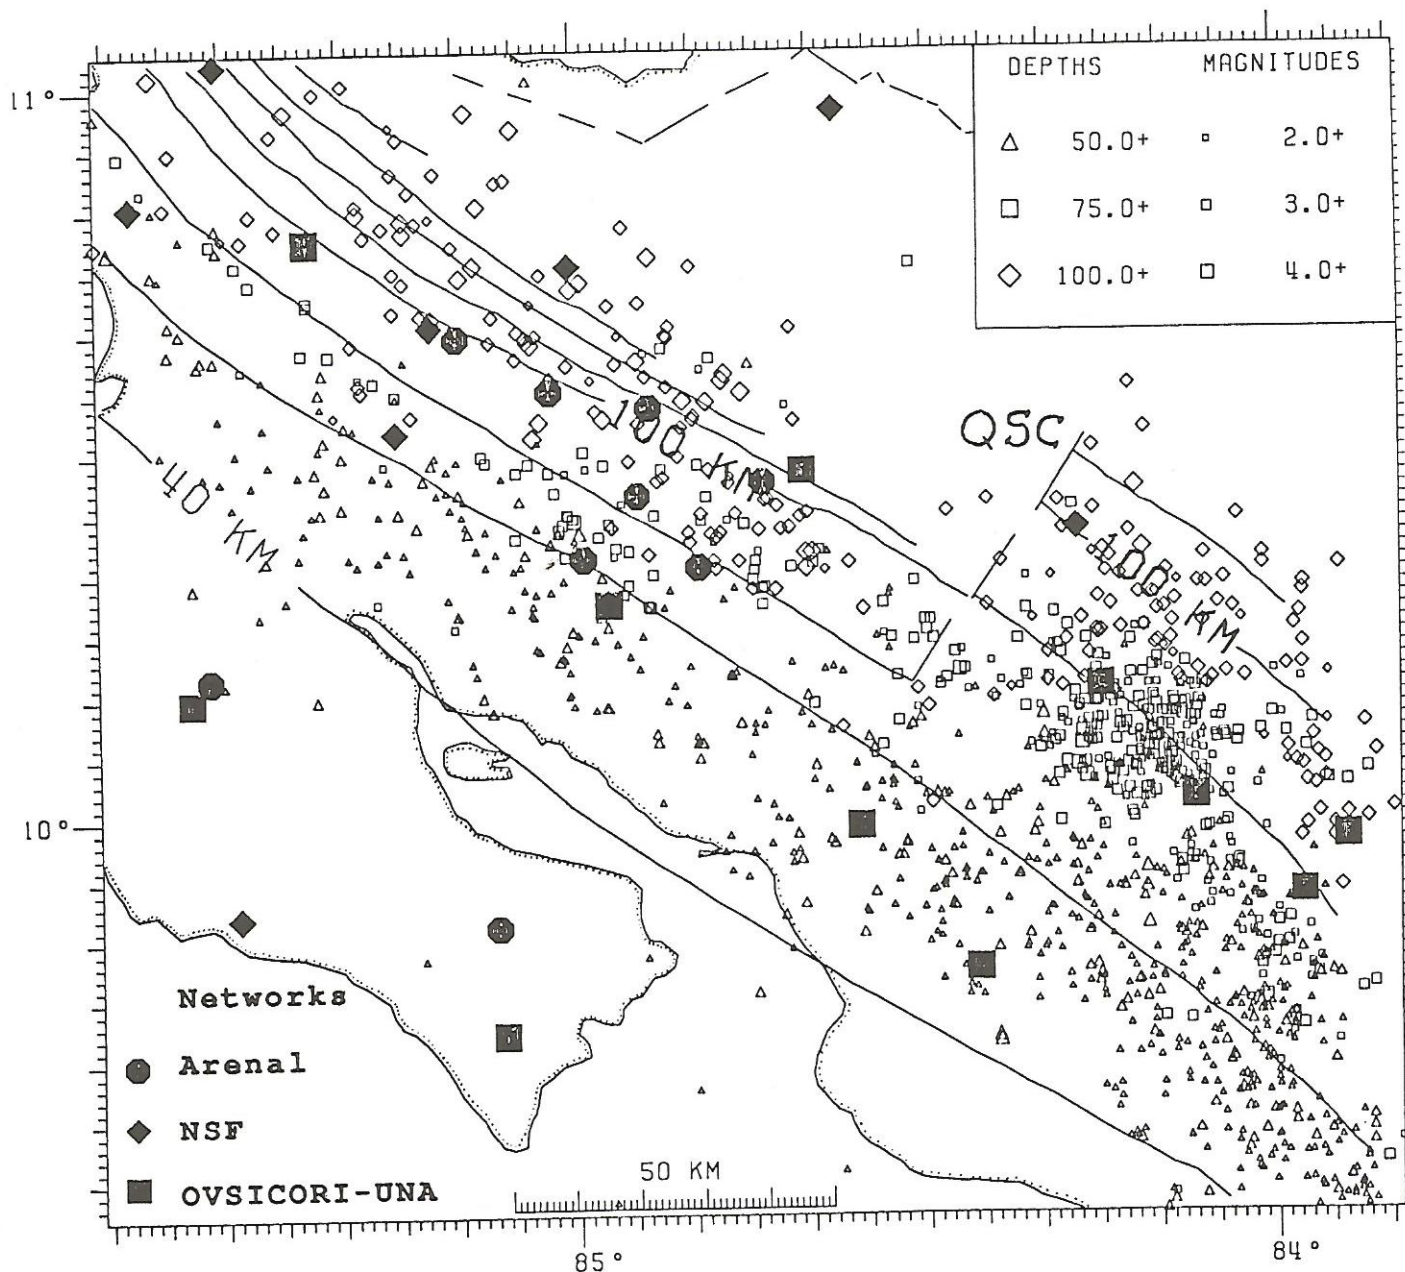 DEPTHS MAGNITUDES
50.0+ 2.0+
75.0+ 3.0+
100.0+ 4.0+
11°
QSC
100 KM
100 KM
40 KM
10°
Networks
Arenal
NSF
OVSICORI-UNA
50 KM
85°
84°